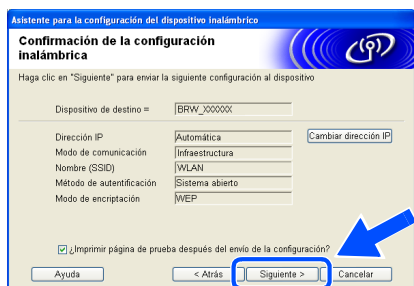 Asistente para la configuración del dispositivo inalámbrico
Confirmación de la configuración
inalámbrica
Haga clic en "Siguiente" para enviar la siguiente configuración al dispositivo
Dispositivo de destino = BRW_XXXXXX
Dirección IP Automática Cambiar dirección IP
Modo de comunicación Infraestructura
Nombre (SSID) WLAN
Método de autentificación Sistema abierto
Modo de encriptación WEP
¿Imprimir página de prueba después del envío de la configuración?
Ayuda < Atrás Siguiente > Cancelar